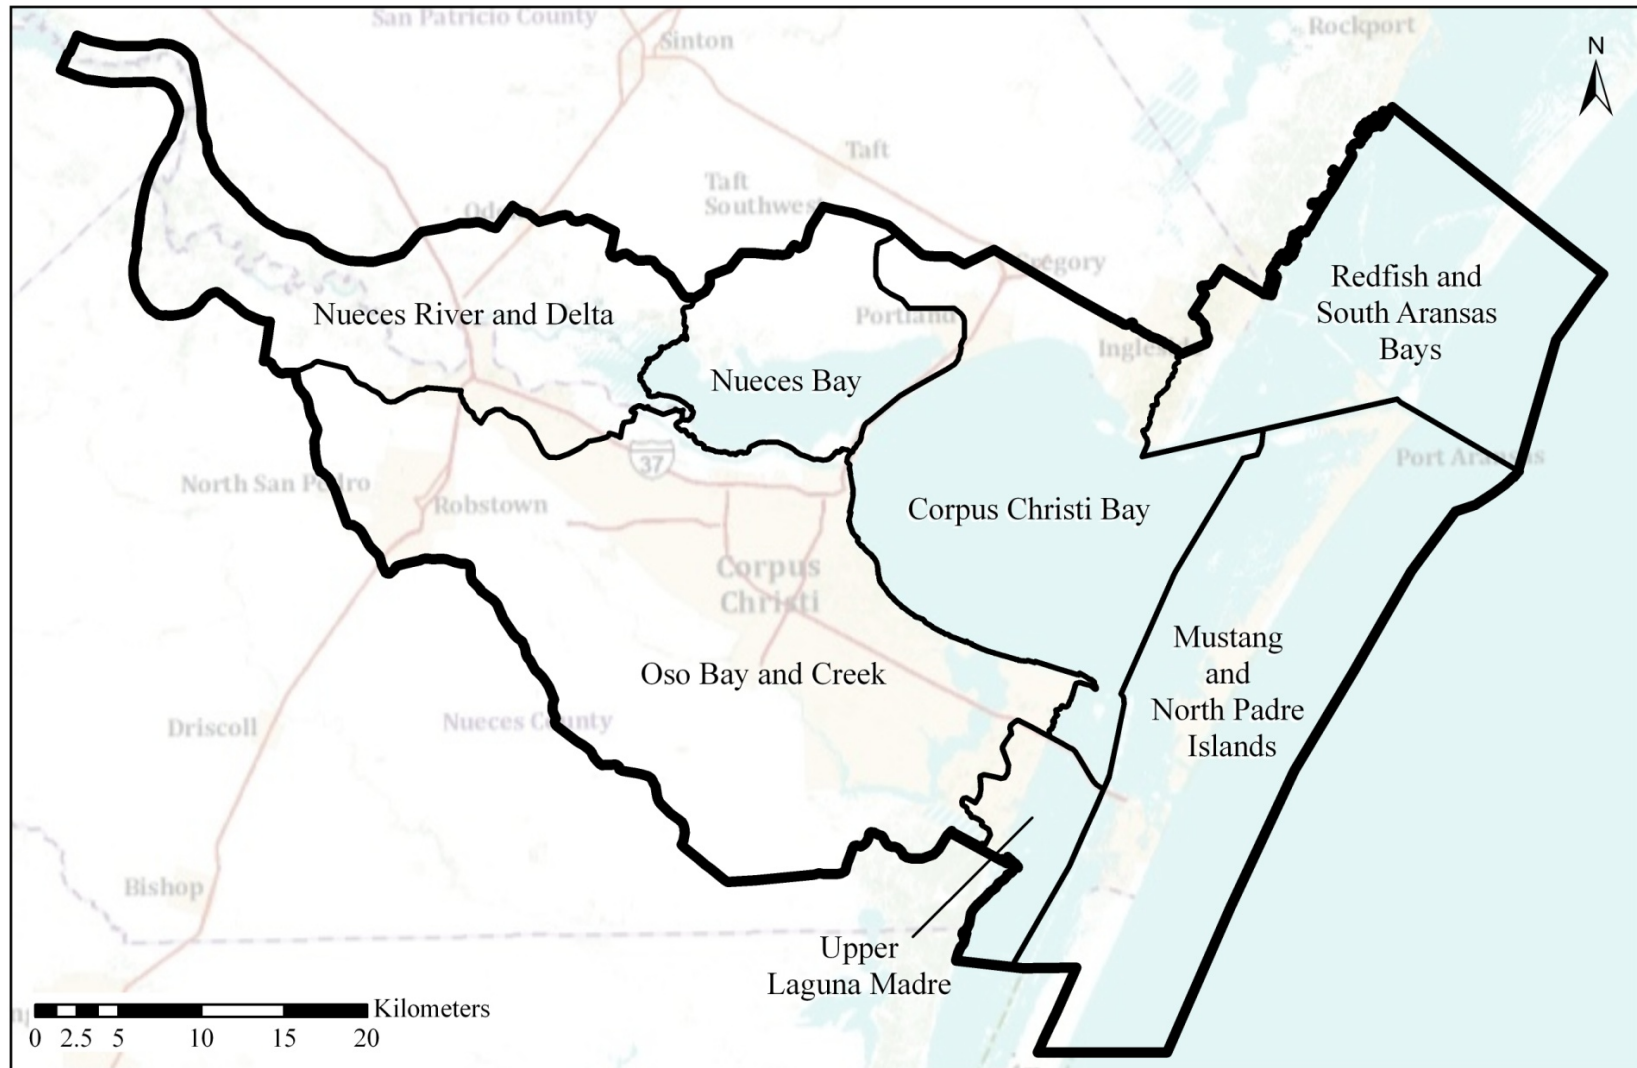 San Patricio County
Sinton
Rockport
N
Taft
Taft
Southwest
Gregory
Redfish and
South Aransas
Bays
Nueces River and Delta
Portland
Nueces Bay
37
North San Pedro
Robstown
Port Aransas
Corpus Christi Bay
Corpus
Christi
Mustang
and
North Padre
Islands
Oso Bay and Creek
Driscoll
Nueces County
Bishop
Upper
Laguna Madre
Kilometers
0 2.5 5 10 15 20